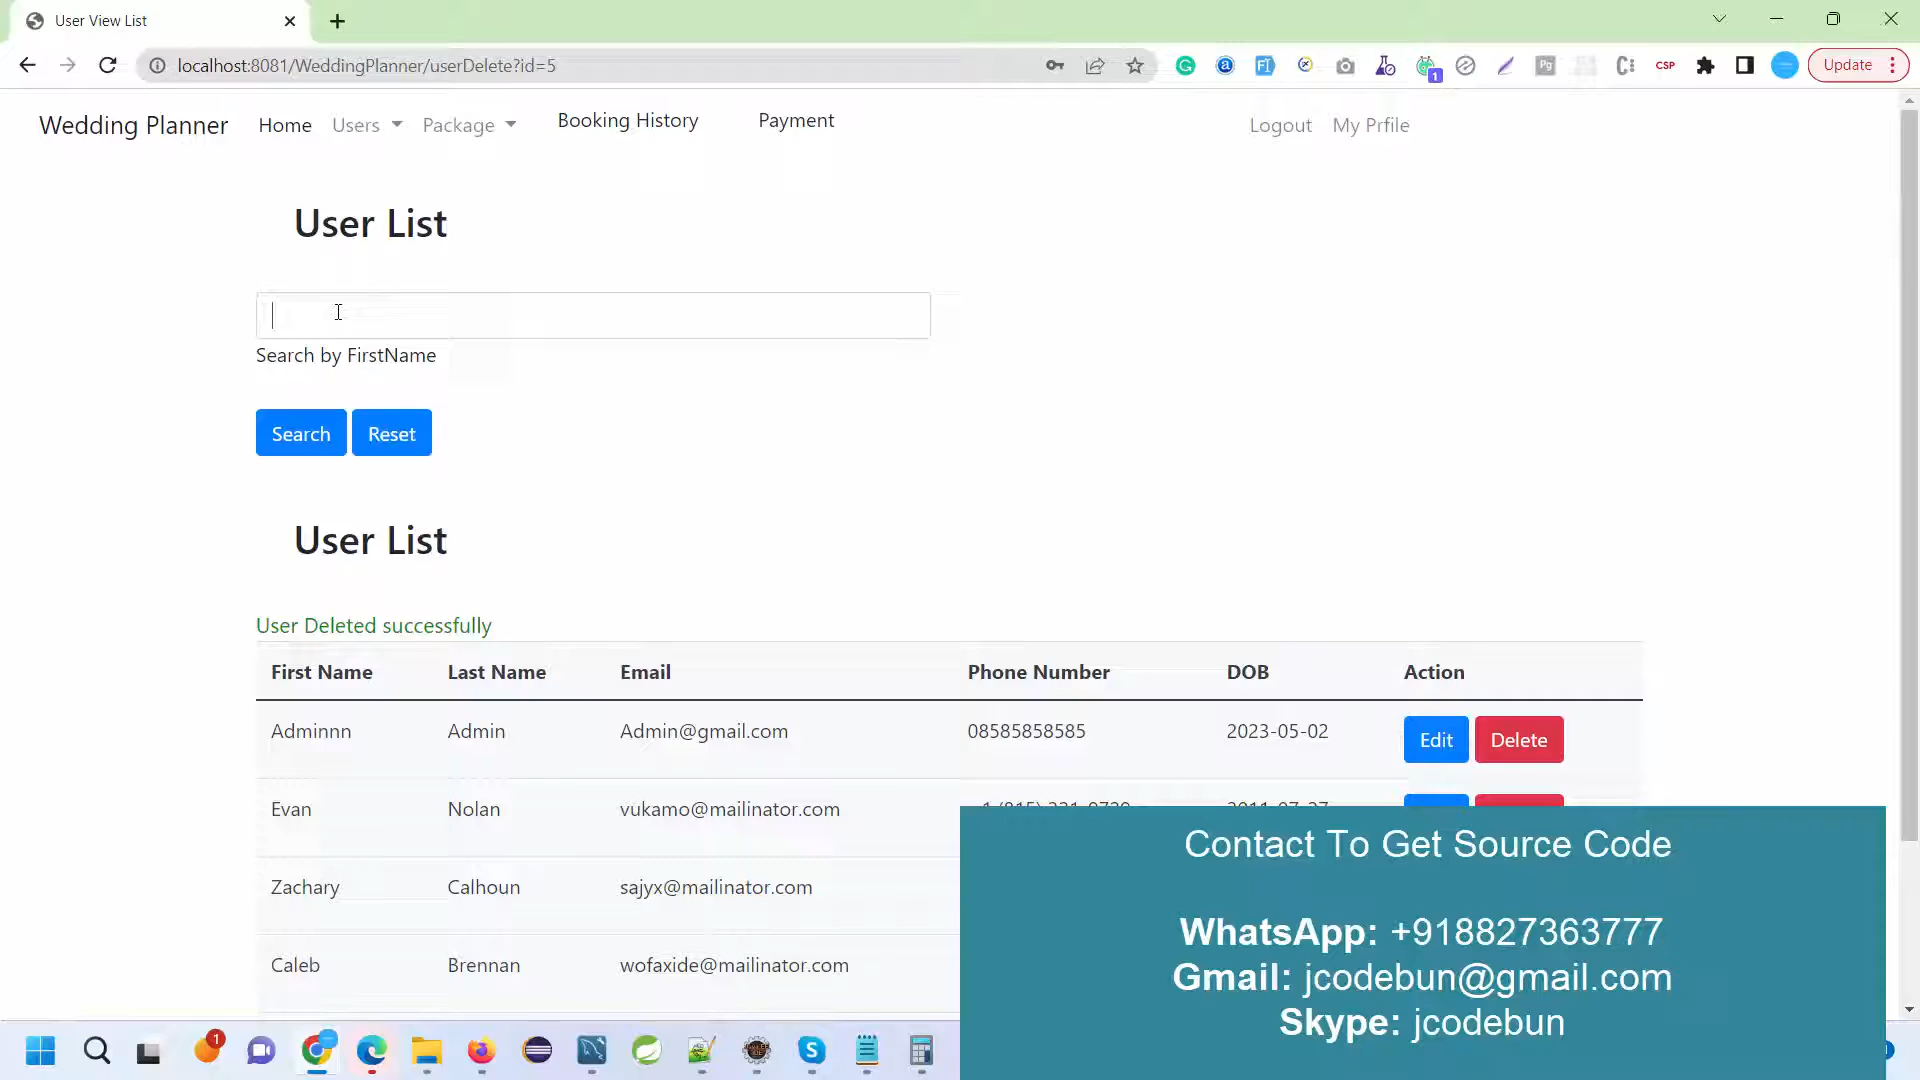 User View List
localhost:8081/WeddingPlanner/userDelete?id=5
Update
Wedding Planner Home Users Package Booking History Payment Logout My Prfile
User List
Search by FirstName
Search Reset
User List
User Deleted successfully
First Name Last Name Email Phone Number DOB Action
Adminnn Admin Admin@gmail.com 08585858585 2023-05-02 Edit Delete
Evan Nolan vukamo@mailinator.com
Zachary Calhoun sajyx@mailinator.com
Caleb Brennan wofaxide@mailinator.com
Contact To Get Source Code
WhatsApp: +918827363777
Gmail: jcodebun@gmail.com
Skype: jcodebun